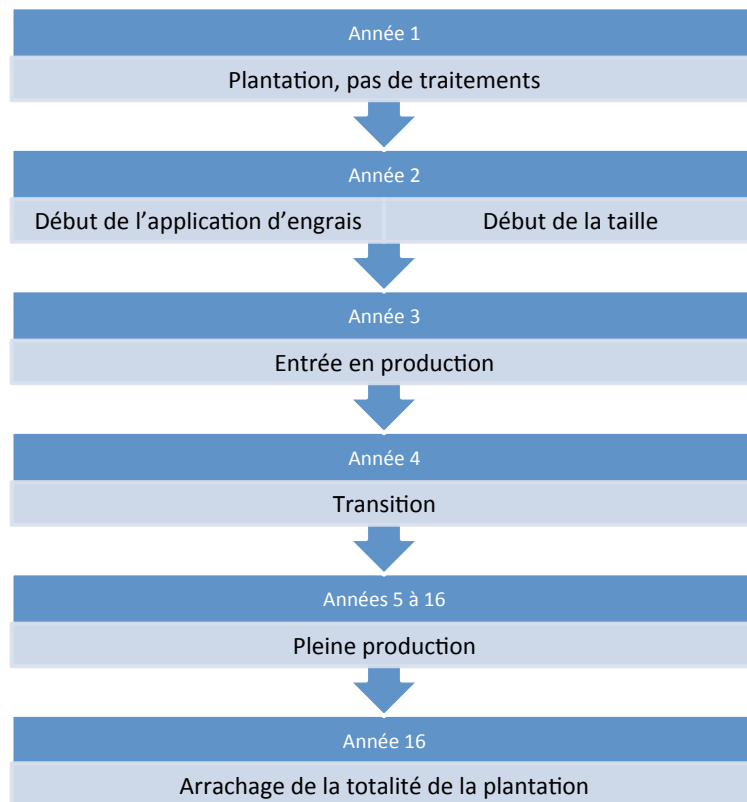 Année 1
Plantation, pas de traitements
Année 2
Début de l’application d’engrais Début de la taille
Année 3
Entrée en production
Année 4
Transition
Années 5 à 16
Pleine production
Année 16
Arrachage de la totalité de la plantation